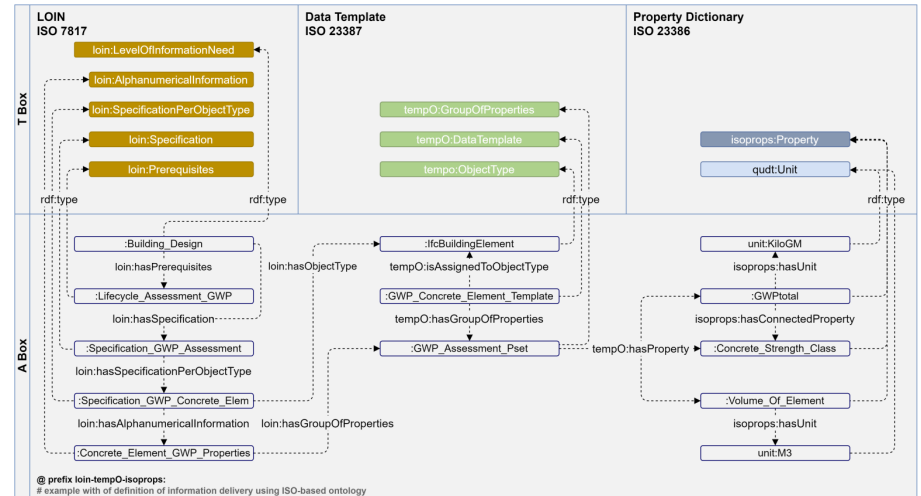 LOIN
ISO 7817
Data Template
ISO 23387
Property Dictionary
ISO 23386
T Box
loin:LevelOfInformationNeed
loin:AlphanumericalInformation
loin:SpecificationPerObjectType
loin:Specification
loin:Prerequisites
tempO:GroupOfProperties
tempO:DataTemplate
tempo:ObjectType
isoprops:Property
qudt:Unit
rdf:type
rdf:type
rdf:type
rdf:type
rdf:type
A Box
:Building_Design
loin:hasPrerequisites
:Lifecycle_Assessment_GWP
loin:hasSpecification
:Specification_GWP_Assessment
loin:hasSpecificationPerObjectType
:Specification_GWP_Concrete_Elem
loin:hasAlphanumericalInformation
:Concrete_Element_GWP_Properties
loin:hasObjectType
loin:hasGroupOfProperties
:IfcBuildingElement
tempO:isAssignedToObjectType
:GWP_Concrete_Element_Template
tempO:hasGroupOfProperties
:GWP_Assessment_Pset
tempO:hasProperty
unit:KiloGM
isoprops:hasUnit
:GWPtotal
isoprops:hasConnectedProperty
:Concrete_Strength_Class
:Volume_Of_Element
isoprops:hasUnit
unit:M3
@ prefix loin-tempO-isoprops:
# example with of definition of information delivery using ISO-based ontology